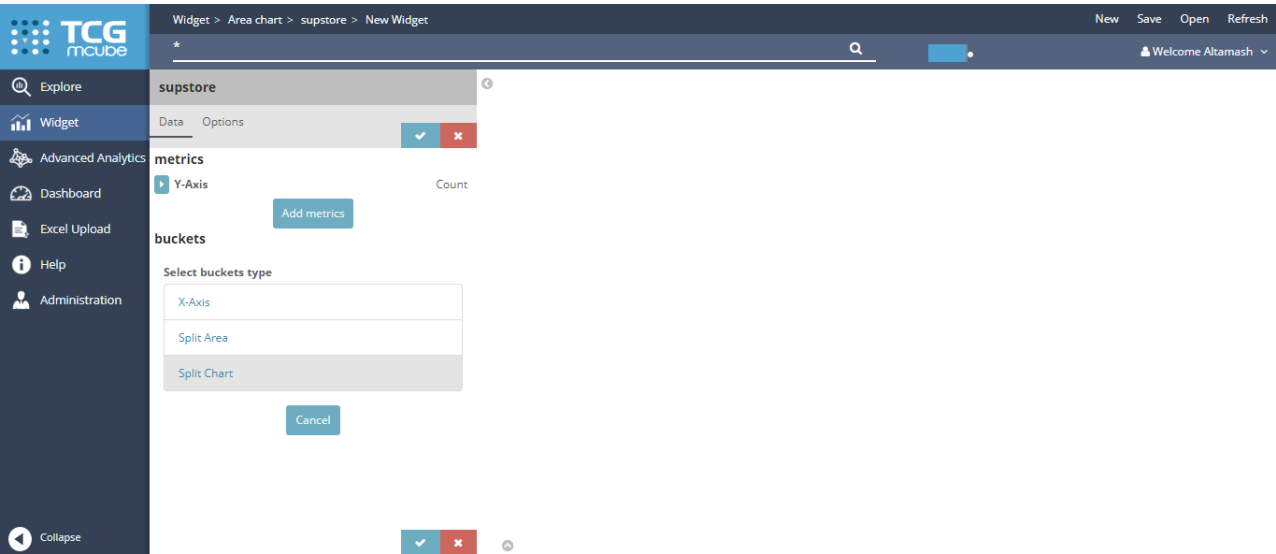 TCG
mcube
Widget > Area chart > supstore > New Widget
New Save Open Refresh
*
Welcome Altamash
Explore
Widget
Advanced Analytics
Dashboard
Excel Upload
Help
Administration
Collapse
supstore
Data Options
metrics
Y-Axis Count
Add metrics
buckets
Select buckets type
X-Axis
Split Area
Split Chart
Cancel